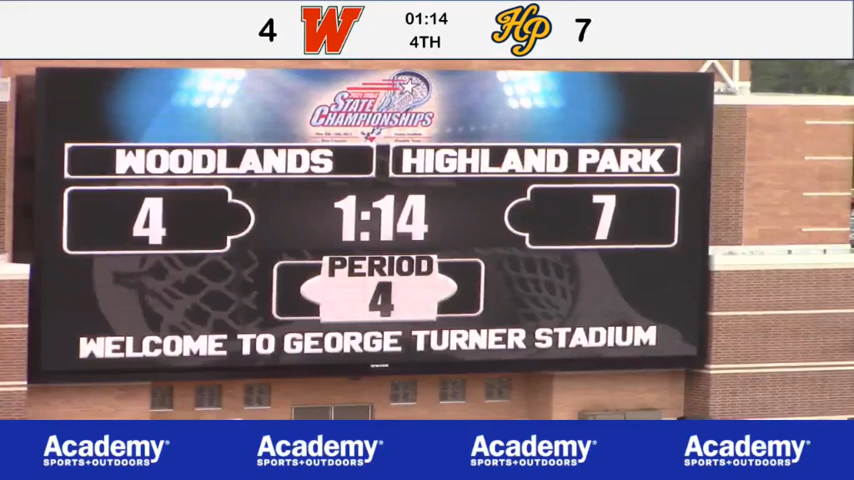 4 W 01:14 HP 7
4TH
STATE
CHAMPIONSHIPS
WOODLANDS HIGHLAND PARK
4 1:14 7
PERIOD
4
WELCOME TO GEORGE TURNER STADIUM
Academy Academy Academy Academy
SPORTS+OUTDOORS SPORTS+OUTDOORS SPORTS+OUTDOORS SPORTS+OUTDOORS